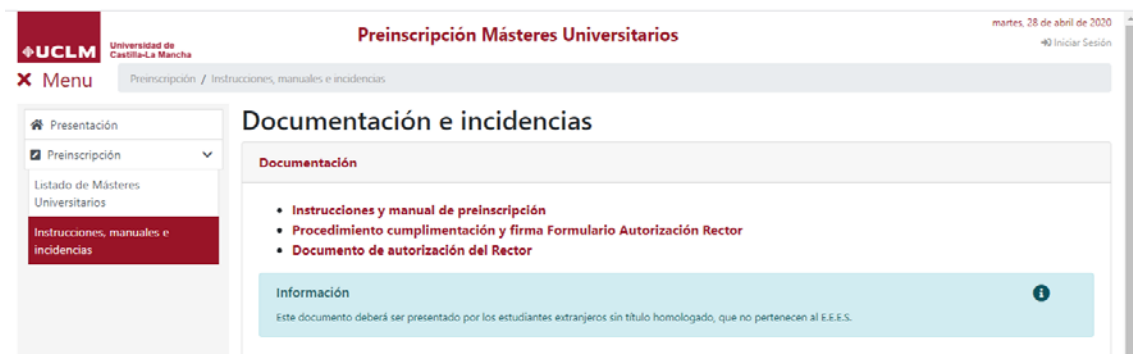 UCLM
Universidad de
Castilla-La Mancha
Preinscripción Másteres Universitarios
martes, 28 de abril de 2020
Iniciar Sesión
Menu
Preinscripción / Instrucciones, manuales e incidencias
Presentación
Preinscripción
Listado de Másteres
Universitarios
Instrucciones, manuales e
incidencias
Documentación e incidencias
Documentación
Instrucciones y manual de preinscripción
Procedimiento cumplimentación y firma Formulario Autorización Rector
Documento de autorización del Rector
Información
Este documento deberá ser presentado por los estudiantes extranjeros sin título homologado, que no pertenecen al E.E.E.S.